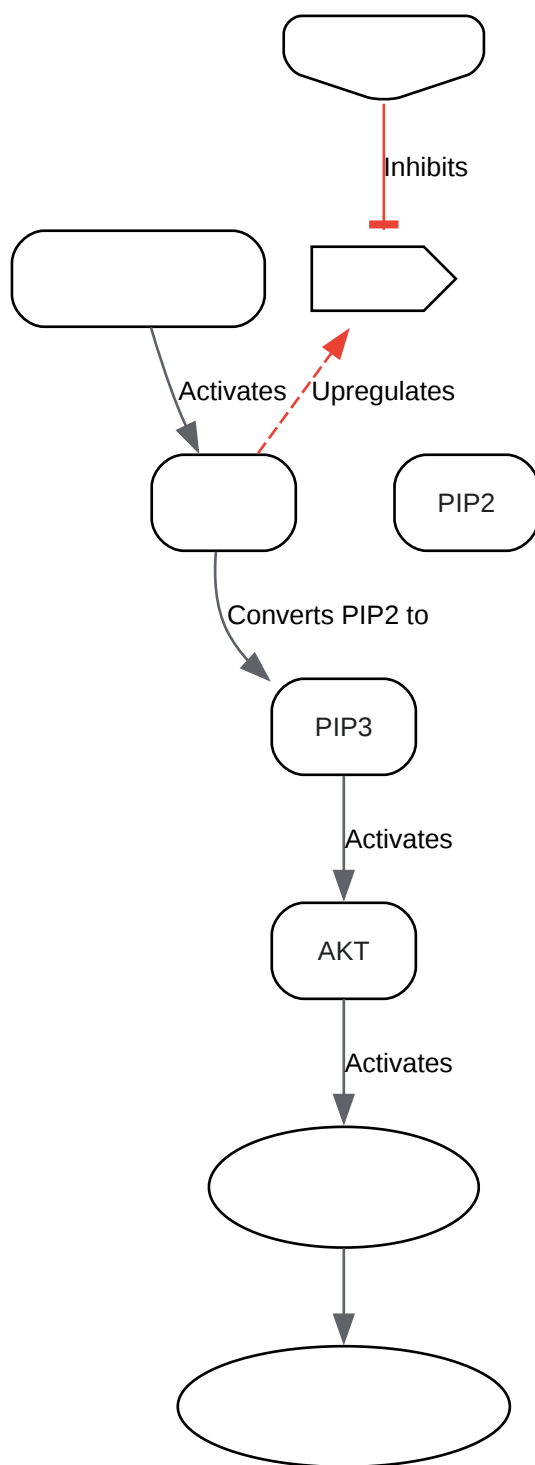 Inhibits
Activates
Upregulates
PIP2
Converts PIP2 to
PIP3
Activates
AKT
Activates